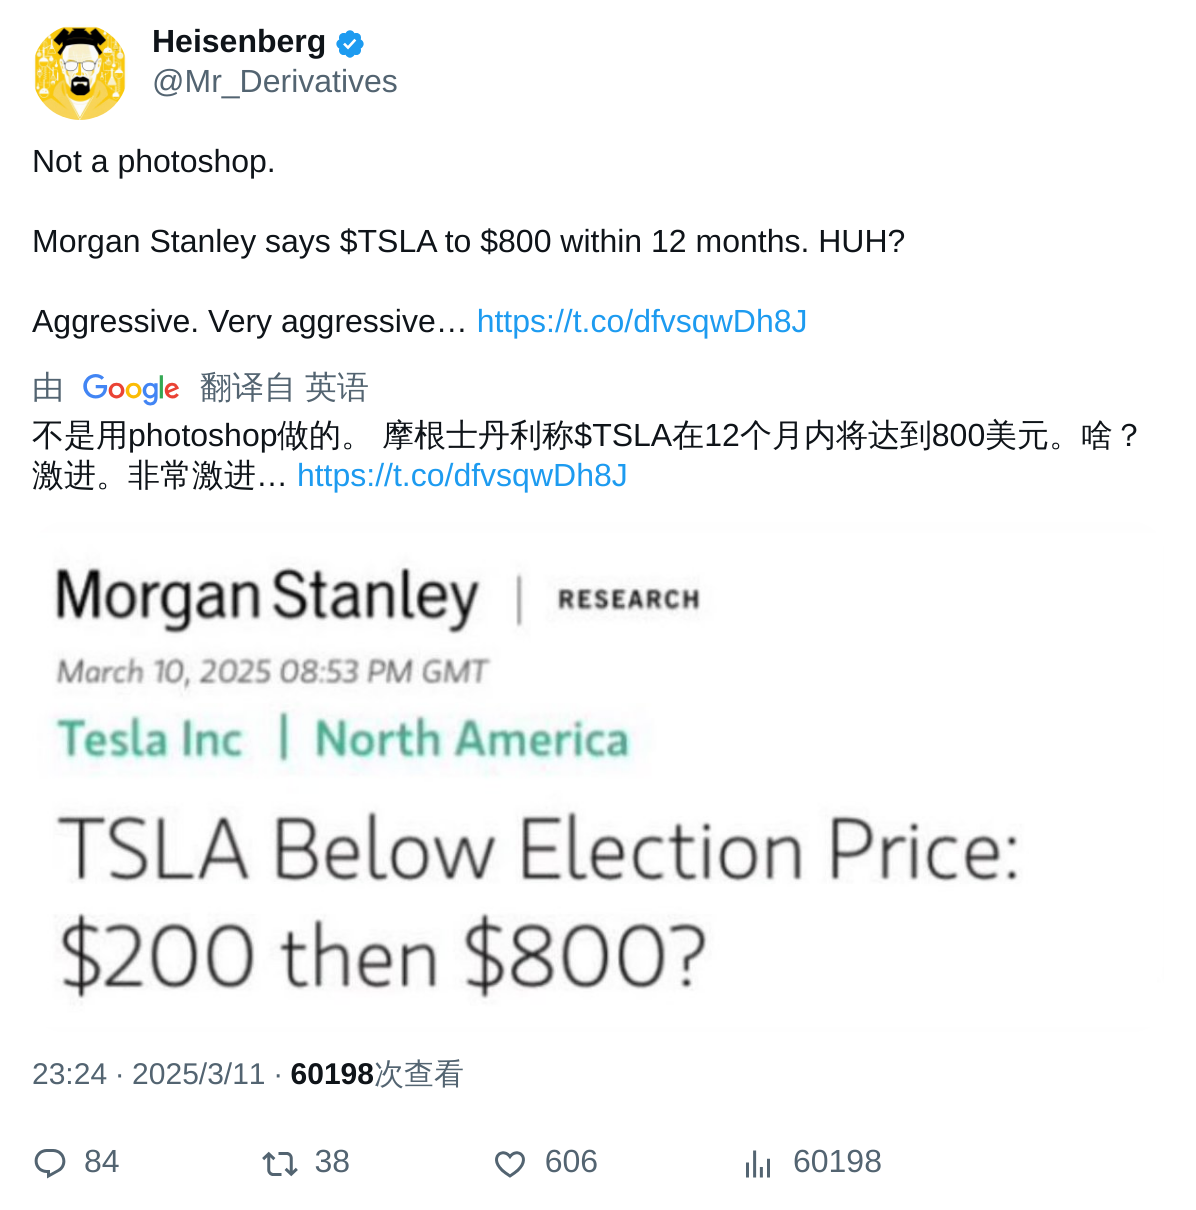 Heisenberg
@Mr_Derivatives
Not a photoshop.
Morgan Stanley says $TSLA to $800 within 12 months. HUH?
Aggressive. Very aggressive… https://t.co/dfvsqwDh8J
由 Google 翻译自 英语
不是用photoshop做的。 摩根士丹利称$TSLA在12个月内将达到800美元。啥？
激进。非常激进… https://t.co/dfvsqwDh8J
Morgan Stanley | RESEARCH
March 10, 2025 08:53 PM GMT
Tesla Inc | North America
TSLA Below Election Price:
$200 then $800?
23:24 · 2025/3/11 · 60198次查看
84 38 606 60198